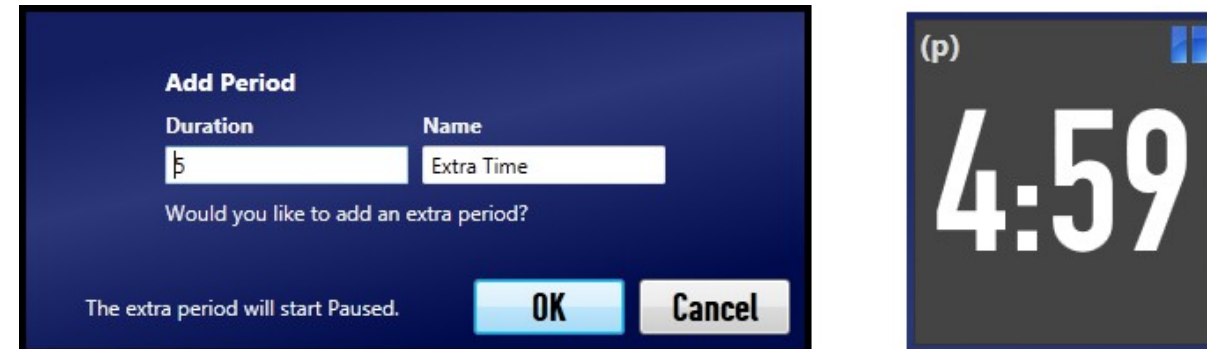 Add Period
Duration Name
5 Extra Time
Would you like to add an extra period?
The extra period will start Paused. OK Cancel
(p)
4:59